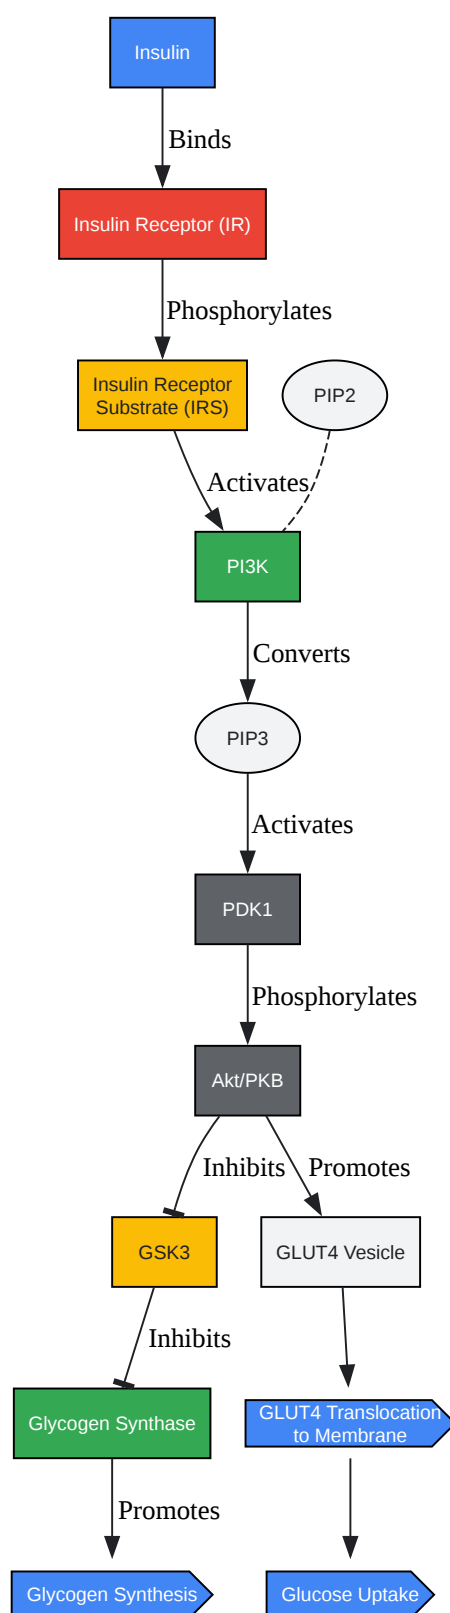 Insulin
Binds
Insulin Receptor (IR)
Phosphorylates
Insulin Receptor
Substrate (IRS)
PIP2
Activates
PI3K
Converts
PIP3
Activates
PDK1
Phosphorylates
Akt/PKB
Inhibits
Promotes
GSK3
GLUT4 Vesicle
Inhibits
Glycogen Synthase
GLUT4 Translocation
to Membrane
Promotes
Glycogen Synthesis
Glucose Uptake